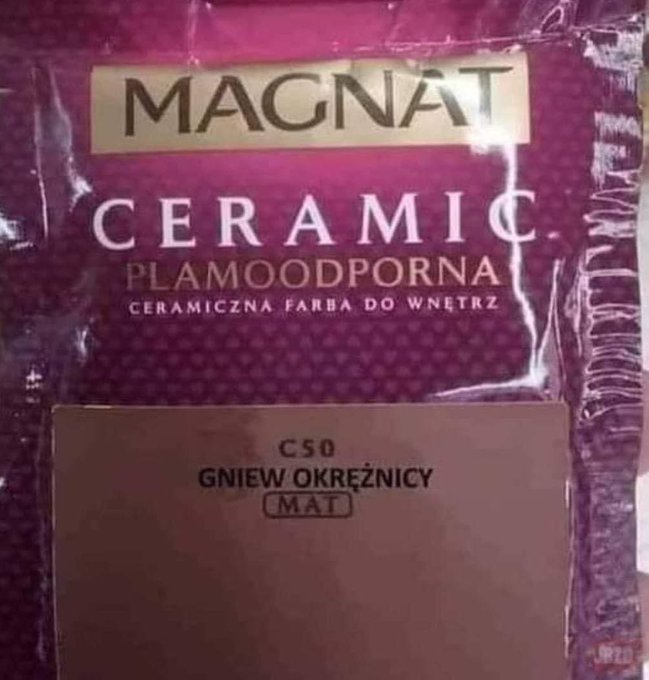 MAGNAT
CERAMIC
PLAMOODPORNA
CERAMICZNA FARBA DO WNĘTRZ
C50
GNIEW OKRĘŻNICY
MAT